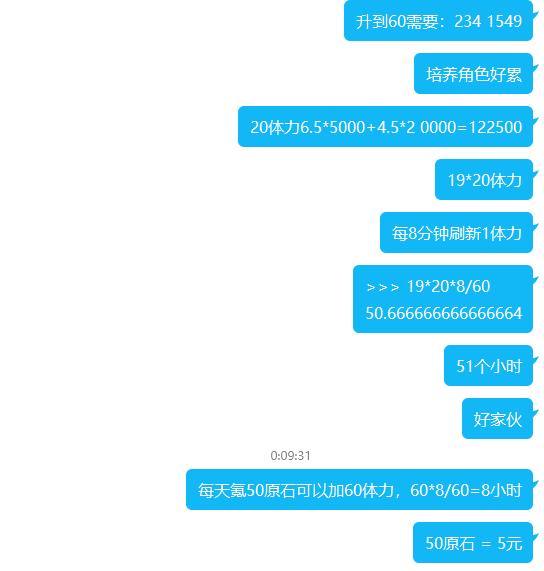 升到60需要：234 1549
培养角色好累
20体力6.5*5000+4.5*2 0000=122500
19*20体力
每8分钟刷新1体力
>>> 19*20*8/60
50.666666666666664
51个小时
好家伙
0:09:31
每天氪50原石可以加60体力，60*8/60=8小时
50原石 = 5元